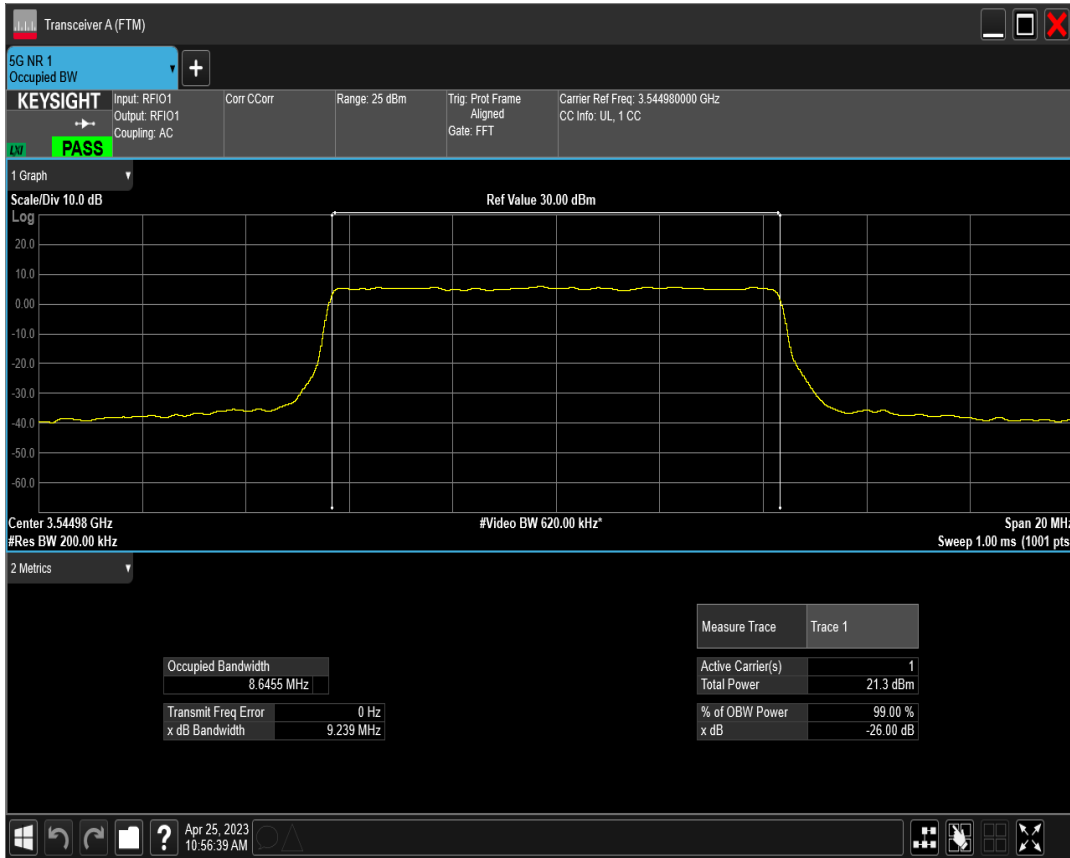 Transceiver A (FTM)
5G NR 1
Occupied BW
+
KEYSIGHT
LXI
PASS
Input: RFIO1
Output: RFIO1
Coupling: AC
Corr CCorr
Range: 25 dBm
Trig: Prot Frame
Aligned
Gate: FFT
Carrier Ref Freq: 3.544980000 GHz
CC Info: UL, 1 CC
1 Graph
Scale/Div 10.0 dB
Ref Value 30.00 dBm
Log
20.0
10.0
0.00
-10.0
-20.0
-30.0
-40.0
-50.0
-60.0
Center 3.54498 GHz
#Video BW 620.00 kHz*
Span 20 MHz
#Res BW 200.00 kHz
Sweep 1.00 ms (1001 pts
2 Metrics
Measure Trace Trace 1
Occupied Bandwidth
8.6455 MHz
Active Carrier(s) 1
Total Power 21.3 dBm
Transmit Freq Error 0 Hz
x dB Bandwidth 9.239 MHz
% of OBW Power 99.00 %
x dB -26.00 dB
?
Apr 25, 2023
10:56:39 AM